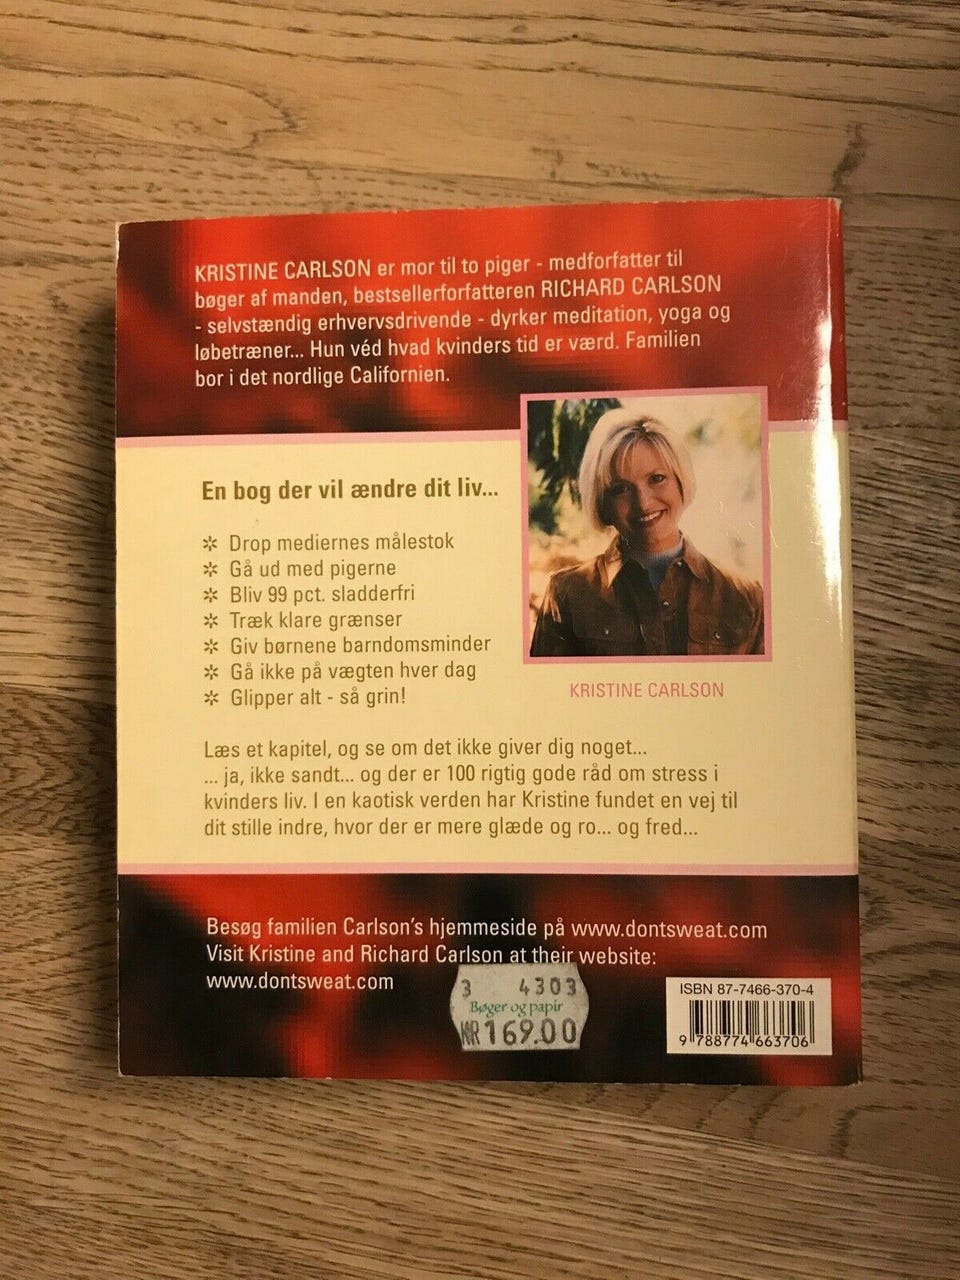 KRISTINE CARLSON er mor til to piger - medforfatter til
bøger af manden, bestsellerforfatteren RICHARD CARLSON
- selvstændig erhvervsdrivende - dyrker meditation, yoga og
løbetræner... Hun véd hvad kvinders tid er værd. Familien
bor i det nordlige Californien.
En bog der vil ændre dit liv...
✲ Drop mediernes målestok
✲ Gå ud med pigerne
✲ Bliv 99 pct. sladderfri
✲ Træk klare grænser
✲ Giv børnene barndomsminder
✲ Gå ikke på vægten hver dag
✲ Glipper alt - så grin!
KRISTINE CARLSON
Læs et kapitel, og se om det ikke giver dig noget...
... ja, ikke sandt... og der er 100 rigtig gode råd om stress i
kvinders liv. I en kaotisk verden har Kristine fundet en vej til
dit stille indre, hvor der er mere glæde og ro... og fred...
Besøg familien Carlson's hjemmeside på www.dontsweat.com
Visit Kristine and Richard Carlson at their website:
www.dontsweat.com
3 4303
Bøger og papir
KR 169.00
ISBN 87-7466-370-4
9 788774 663706